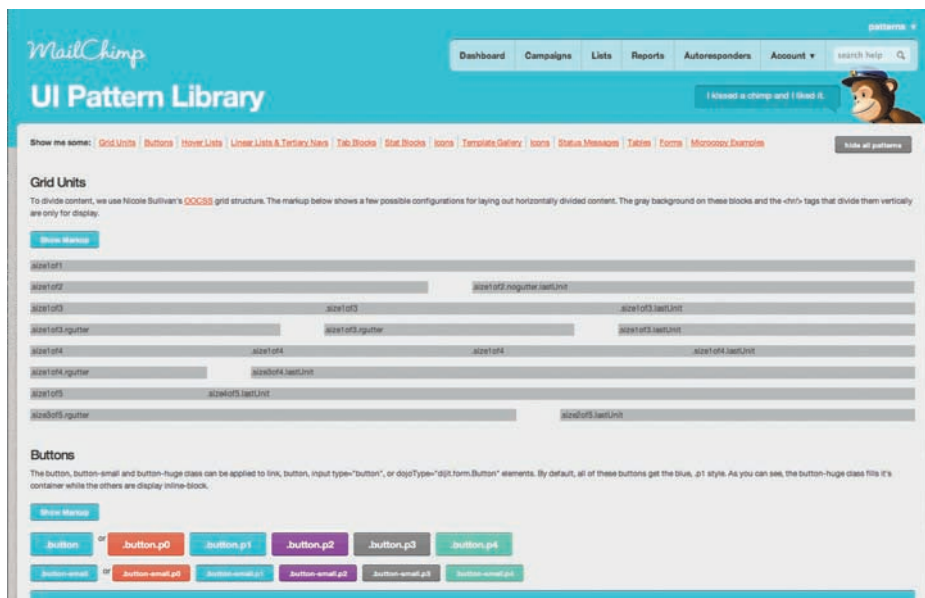 patterns ▾
MailChimp
Dashboard Campaigns Lists Reports Autoresponders Account ▾ search help
UI Pattern Library
I kissed a chimp and I liked it.
Show me some: Grid Units Buttons Hover Lists Linear Lists & Tertiary Navs Tab Blocks Stat Blocks Icons Template Gallery Icons Status Messages Tables Forms Microcopy Examples hide all patterns
Grid Units
To divide content, we use Nicole Sullivan's OOCSS grid structure. The markup below shows a few possible configurations for laying out horizontally divided content. The gray background on these blocks and the <hr/> tags that divide them vertically
are only for display.
Show Markup
.size1of1
.size1of2 .size1of2.nogutter.lastUnit
.size1of3 .size1of3 .size1of3.lastUnit
.size1of3.rgutter .size1of3.rgutter .size1of3.lastUnit
.size1of4 .size1of4 .size1of4 .size1of4.lastUnit
.size1of4.rgutter .size3of4.lastUnit
.size1of5 .size4of5.lastUnit
.size3of5.rgutter .size2of5.lastUnit
Buttons
The button, button-small and button-huge class can be applied to link, button, input type="button", or dojoType="dijit.form.Button" elements. By default, all of these buttons get the blue, .p1 style. As you can see, the button-huge class fills it's
container while the others are display inline-block.
Show Markup
.button or .button.p0 .button.p1 .button.p2 .button.p3 .button.p4
.button-small or .button-small.p0 .button-small.p1 .button-small.p2 .button-small.p3 .button-small.p4